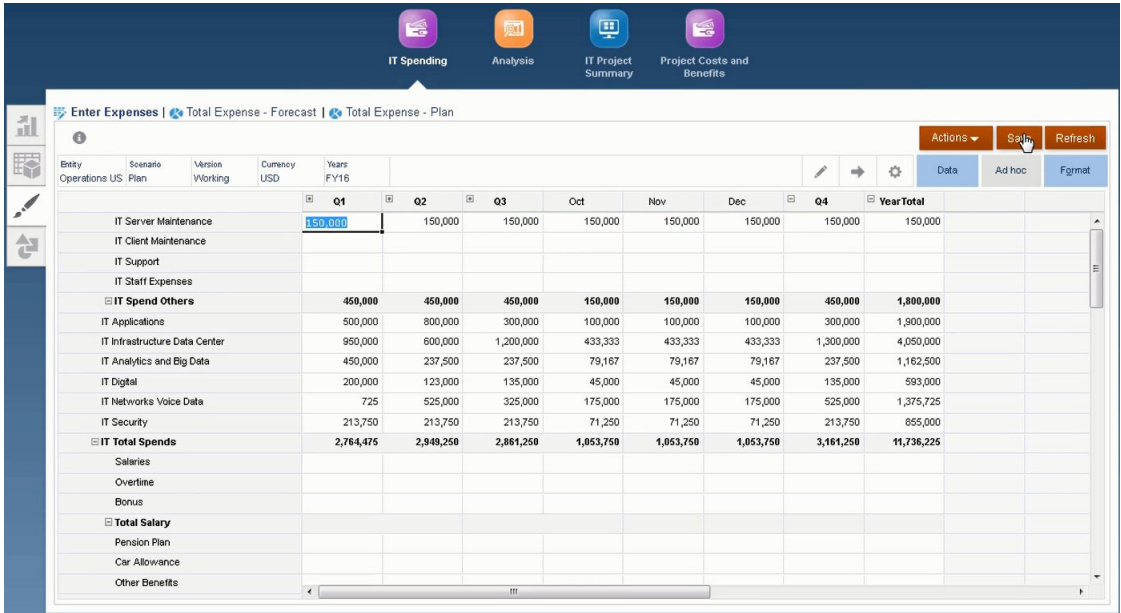 IT Spending
Analysis
IT Project
Summary
Project Costs and
Benefits
Enter Expenses | Total Expense - Forecast | Total Expense - Plan
Actions Save Refresh
Entity Scenario Version Currency Years
Operations US Plan Working USD FY16
Data Ad hoc Format
Q1 Q2 Q3 Oct Nov Dec Q4 YearTotal
IT Server Maintenance 150,000 150,000 150,000 150,000 150,000 150,000 150,000 150,000
IT Client Maintenance
IT Support
IT Staff Expenses
IT Spend Others 450,000 450,000 450,000 150,000 150,000 150,000 450,000 1,800,000
IT Applications 500,000 800,000 300,000 100,000 100,000 100,000 300,000 1,900,000
IT Infrastructure Data Center 950,000 600,000 1,200,000 433,333 433,333 433,333 1,300,000 4,050,000
IT Analytics and Big Data 450,000 237,500 237,500 79,167 79,167 79,167 237,500 1,162,500
IT Digital 200,000 123,000 135,000 45,000 45,000 45,000 135,000 593,000
IT Networks Voice Data 725 525,000 325,000 175,000 175,000 175,000 525,000 1,375,725
IT Security 213,750 213,750 213,750 71,250 71,250 71,250 213,750 855,000
IT Total Spends 2,764,475 2,949,250 2,861,250 1,053,750 1,053,750 1,053,750 3,161,250 11,736,225
Salaries
Overtime
Bonus
Total Salary
Pension Plan
Car Allowance
Other Benefits